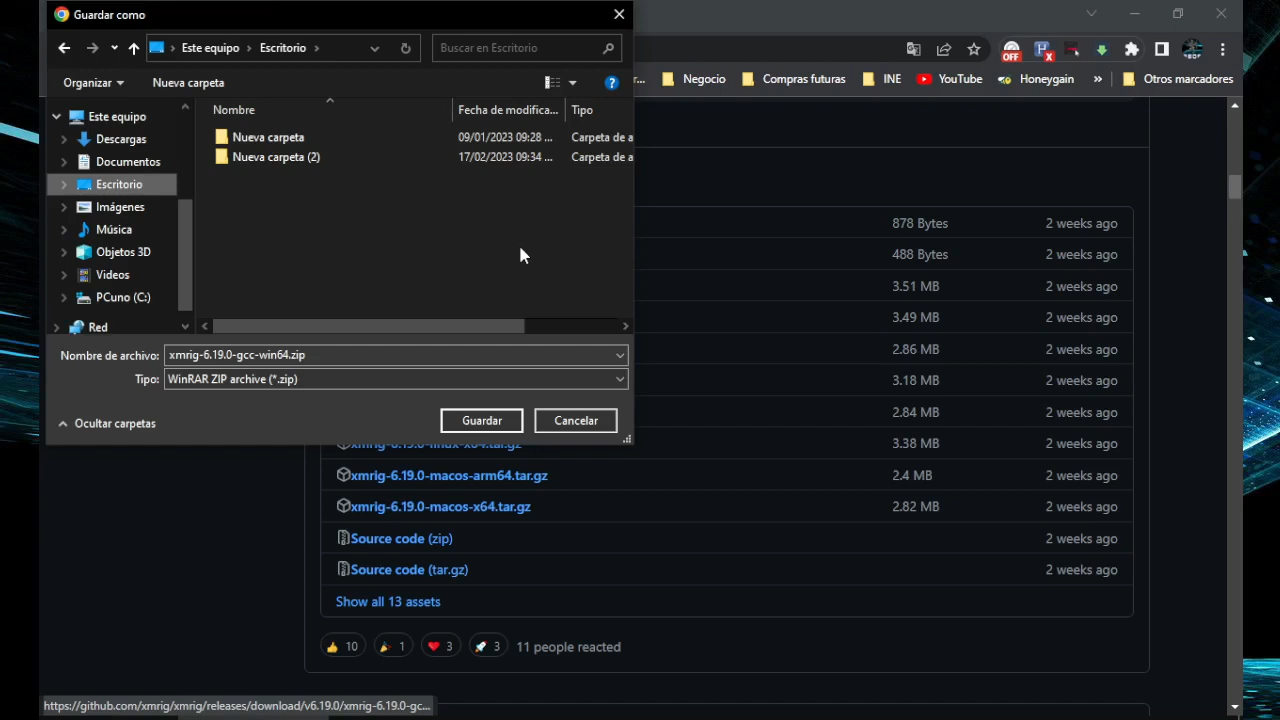 Guardar como
Este equipo › Escritorio ›
Buscar en Escritorio
Organizar
Nueva carpeta
OFF
Negocio
Compras futuras
INE
YouTube
Honeygain
»
Otros marcadores
Nombre
Fecha de modifica...
Tipo
Este equipo
Descargas
Documentos
Escritorio
Imágenes
Música
Objetos 3D
Videos
PCuno (C:)
Red
Nueva carpeta
09/01/2023 09:28 ...
Carpeta de a
Nueva carpeta (2)
17/02/2023 09:34 ...
Carpeta de a
Nombre de archivo: xmrig-6.19.0-gcc-win64.zip
Tipo: WinRAR ZIP archive (*.zip)
Ocultar carpetas
Guardar
Cancelar
878 Bytes 2 weeks ago
488 Bytes 2 weeks ago
3.51 MB 2 weeks ago
3.49 MB 2 weeks ago
2.86 MB 2 weeks ago
3.18 MB 2 weeks ago
2.84 MB 2 weeks ago
xmrig-6.19.0-linux-x64.tar.gz 3.38 MB 2 weeks ago
xmrig-6.19.0-macos-arm64.tar.gz 2.4 MB 2 weeks ago
xmrig-6.19.0-macos-x64.tar.gz 2.82 MB 2 weeks ago
Source code (zip) 2 weeks ago
Source code (tar.gz) 2 weeks ago
Show all 13 assets
10 1 3 3 11 people reacted
https://github.com/xmrig/xmrig/releases/download/v6.19.0/xmrig-6.19.0-gc...